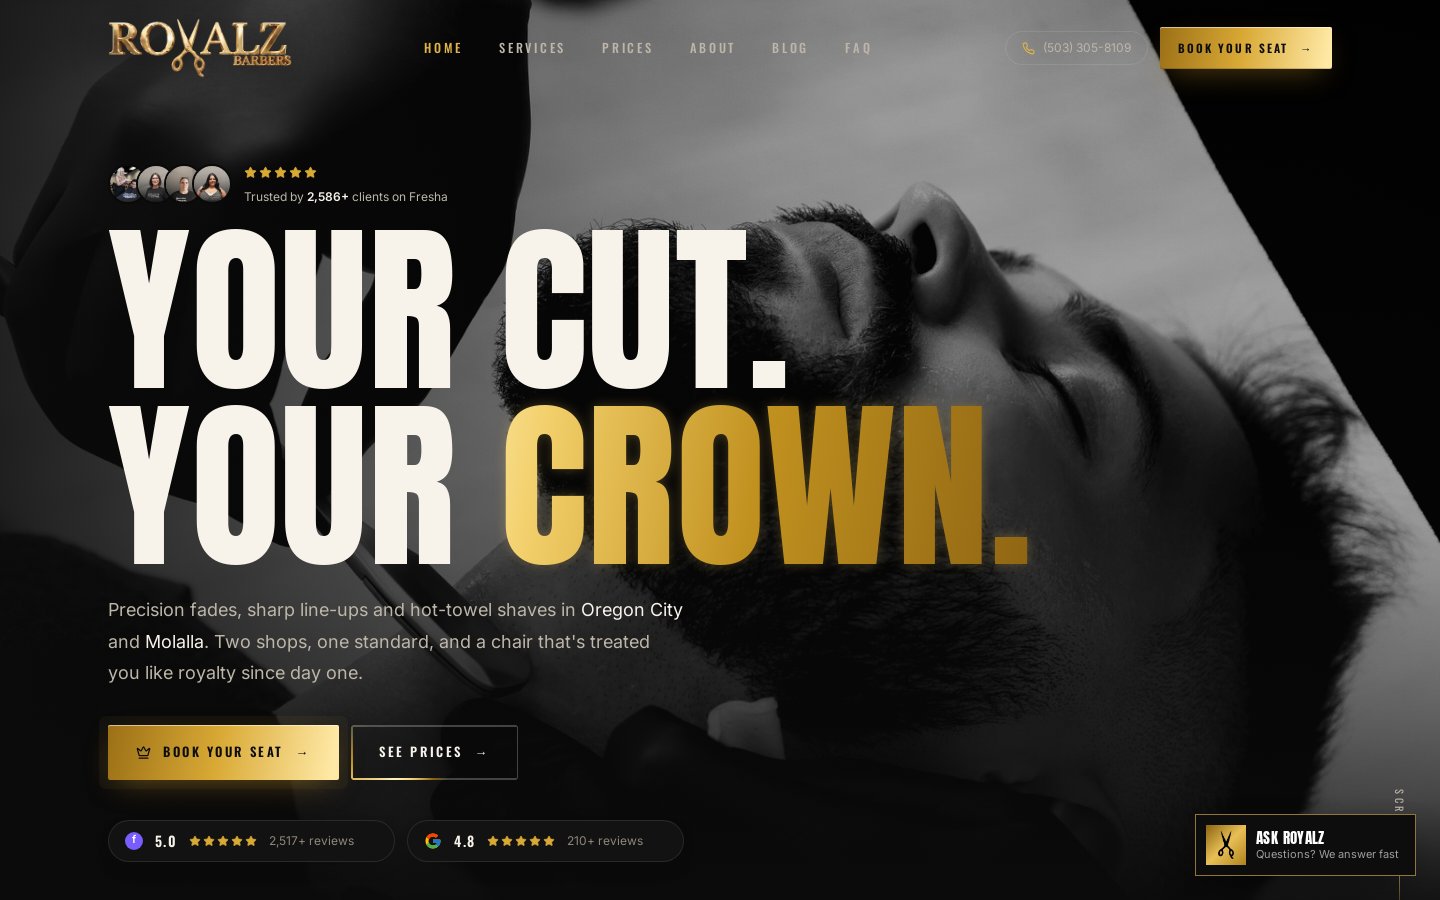 ROYALZ
BARBERS
HOME SERVICES PRICES ABOUT BLOG FAQ
(503) 305-8109
BOOK YOUR SEAT →
Trusted by 2,586+ clients on Fresha
YOUR CUT.
YOUR CROWN.
Precision fades, sharp line-ups and hot-towel shaves in Oregon City
and Molalla. Two shops, one standard, and a chair that's treated
you like royalty since day one.
BOOK YOUR SEAT →
SEE PRICES →
f 5.0 2,517+ reviews
G 4.8 210+ reviews
SCR
ASK ROYALZ
Questions? We answer fast